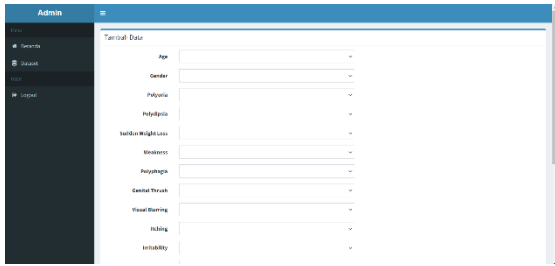 Admin
Beranda
Dataset
Logout
Tambah Data
Age
Gender
Polyuria
Polydipsia
Sudden Weight Loss
Weakness
Polyphagia
Genital Thrush
Visual Blurring
Itching
Irritability